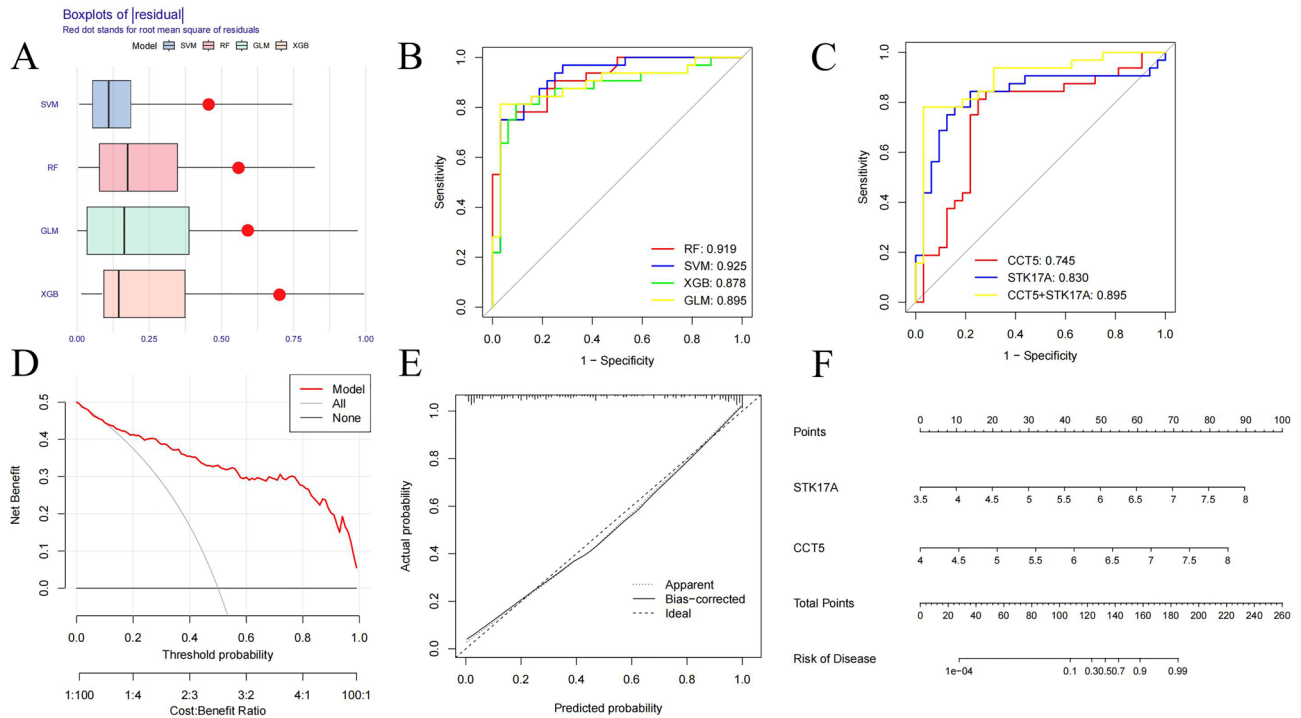 A
Boxplots of |residual|
Red dot stands for root mean square of residuals
Model SVM RF GLM XGB
SVM
RF
GLM
XGB
0.00 0.25 0.50 0.75 1.00
B
Sensitivity
0.0 0.2 0.4 0.6 0.8 1.0
RF: 0.919
SVM: 0.925
XGB: 0.878
GLM: 0.895
0.0 0.2 0.4 0.6 0.8 1.0
1 − Specificity
C
Sensitivity
0.0 0.2 0.4 0.6 0.8 1.0
CCT5: 0.745
STK17A: 0.830
CCT5+STK17A: 0.895
0.0 0.2 0.4 0.6 0.8 1.0
1 − Specificity
D
Net Benefit
0.0 0.1 0.2 0.3 0.4 0.5
Model
All
None
0.0 0.2 0.4 0.6 0.8 1.0
Threshold probability
1:100 1:4 2:3 3:2 4:1 100:1
Cost:Benefit Ratio
E
Actual probability
0.0 0.2 0.4 0.6 0.8 1.0
Apparent
Bias−corrected
Ideal
0.0 0.2 0.4 0.6 0.8 1.0
Predicted probability
F
0 10 20 30 40 50 60 70 80 90 100
Points
STK17A
3.5 4 4.5 5 5.5 6 6.5 7 7.5 8
CCT5
4 4.5 5 5.5 6 6.5 7 7.5 8
Total Points
0 20 40 60 80 100 120 140 160 180 200 220 240 260
Risk of Disease
1e−04 0.1 0.3 0.5 0.7 0.9 0.99